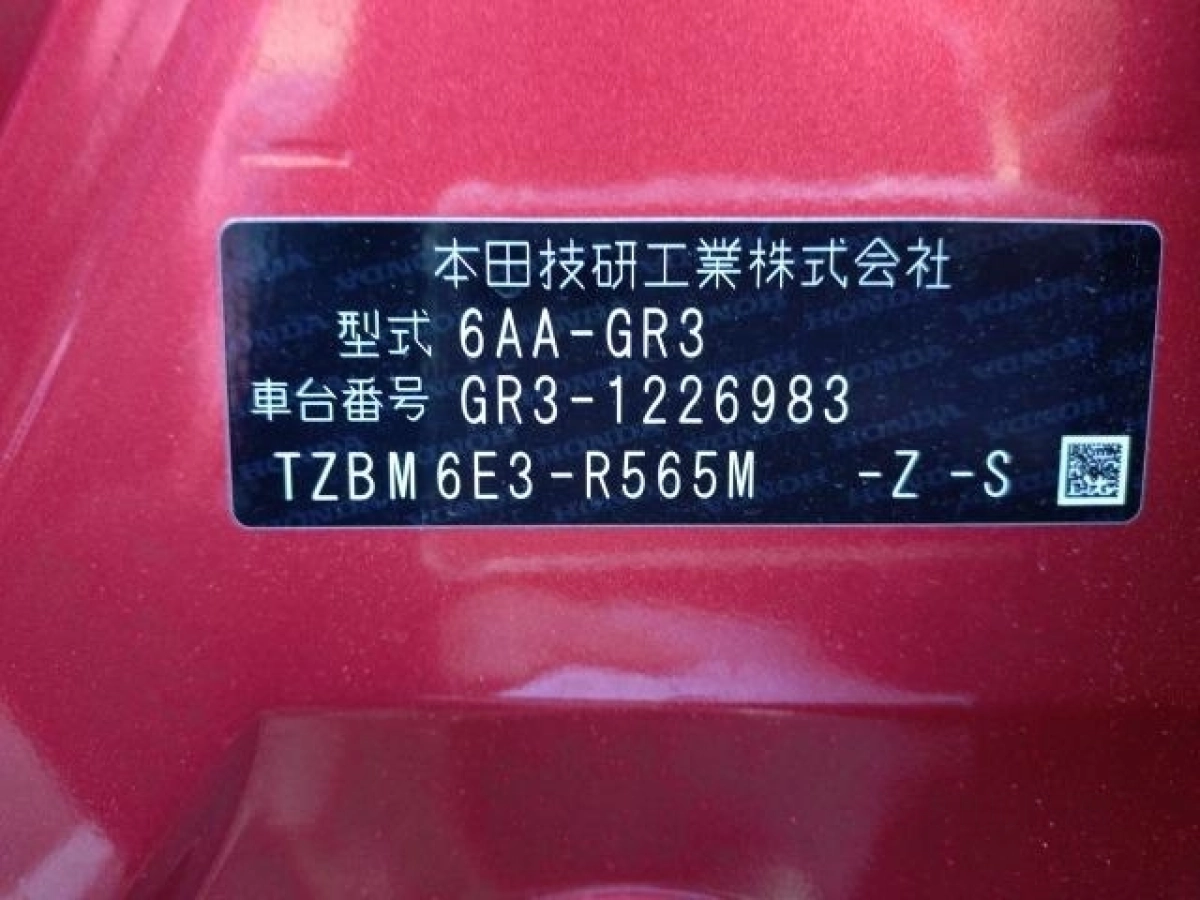 本田技研工業株式会社
型式 6AA-GR3
車台番号 GR3-1226983
TZBM6E3-R565M -Z -S